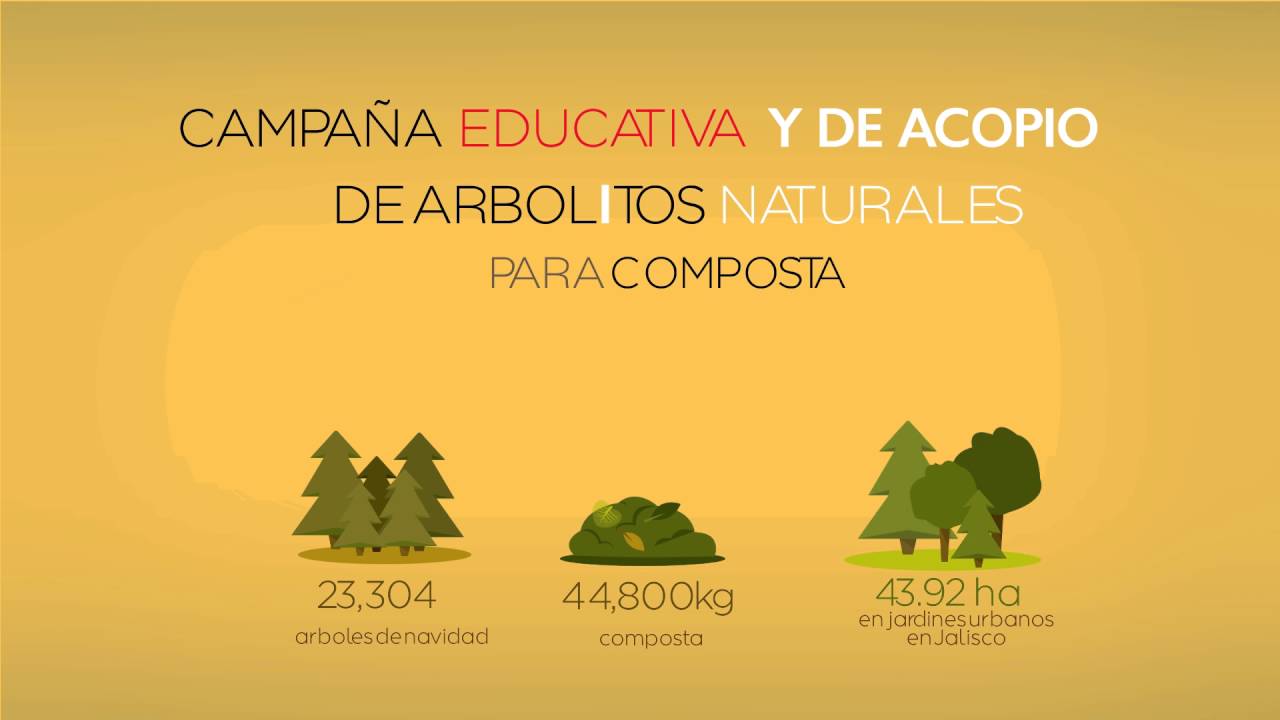 CAMPAÑA EDUCATIVA Y DE ACOPIO
DE ARBOLITOS NATURALES
PARA COMPOSTA
23,304
arboles de navidad
44,800kg
composta
43.92 ha
en jardines urbanos
en Jalisco